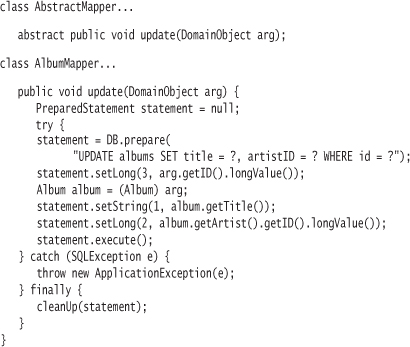 class AbstractMapper...
abstract public void update(DomainObject arg);
class AlbumMapper...
public void update(DomainObject arg) {
PreparedStatement statement = null;
try {
statement = DB.prepare(
"UPDATE albums SET title = ?, artistID = ? WHERE id = ?");
statement.setLong(3, arg.getID().longValue());
Album album = (Album) arg;
statement.setString(1, album.getTitle());
statement.setLong(2, album.getArtist().getID().longValue());
statement.execute();
} catch (SQLException e) {
throw new ApplicationException(e);
} finally {
cleanUp(statement);
}
}